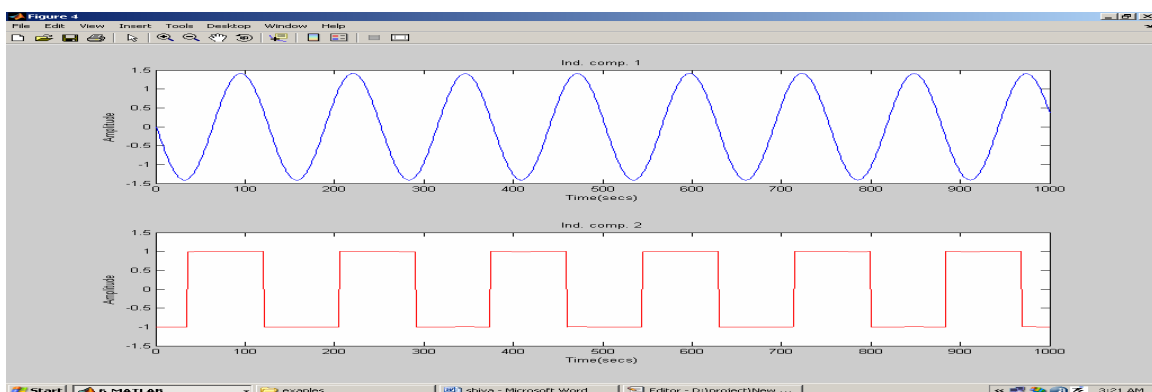 Figure 4
File Edit View Insert Tools Desktop Window Help
Ind. comp. 1
1.5
1
0.5
0
-0.5
-1
-1.5
Amplitude
0 100 200 300 400 500 600 700 800 900 1000
Time(secs)
Ind. comp. 2
1.5
1
0.5
0
-0.5
-1
-1.5
Amplitude
0 100 200 300 400 500 600 700 800 900 1000
Time(secs)
Start MATLAB exaples shiva - Microsoft Word Editor - D:\project\New ... 3:21 AM